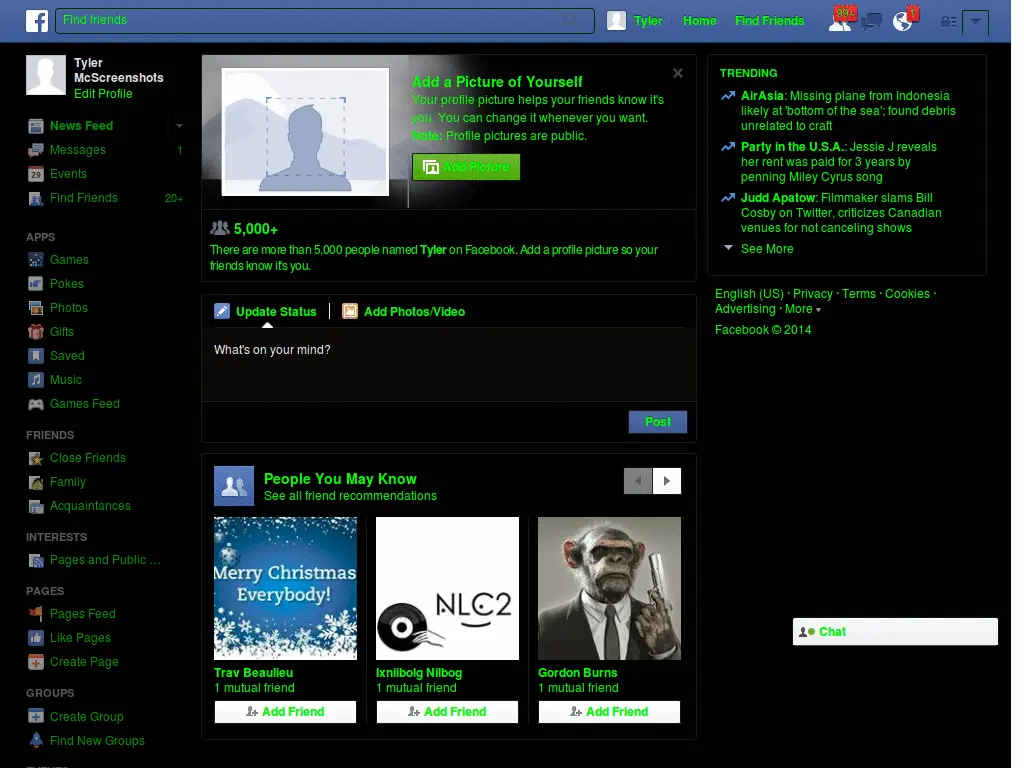 Find friends
Tyler
Home
Find Friends
99+
1
Tyler
McScreenshots
Edit Profile
News Feed
Messages 1
29 Events
Find Friends 20+
APPS
Games
Pokes
Photos
Gifts
Saved
Music
Games Feed
FRIENDS
Close Friends
Family
Acquaintances
INTERESTS
Pages and Public ...
PAGES
Pages Feed
Like Pages
Create Page
GROUPS
Create Group
Find New Groups
Add a Picture of Yourself
Your profile picture helps your friends know it's
you. You can change it whenever you want.
Note: Profile pictures are public.
Add Picture
5,000+
There are more than 5,000 people named Tyler on Facebook. Add a profile picture so your
friends know it's you.
Update Status
Add Photos/Video
What's on your mind?
Post
People You May Know
See all friend recommendations
Merry Christmas
Everybody!
NLC2
Trav Beaulieu
1 mutual friend
Add Friend
Ixniibolg Nilbog
1 mutual friend
Add Friend
Gordon Burns
1 mutual friend
Add Friend
TRENDING
AirAsia: Missing plane from Indonesia
likely at 'bottom of the sea'; found debris
unrelated to craft
Party in the U.S.A.: Jessie J reveals
her rent was paid for 3 years by
penning Miley Cyrus song
Judd Apatow: Filmmaker slams Bill
Cosby on Twitter, criticizes Canadian
venues for not canceling shows
See More
English (US) · Privacy · Terms · Cookies ·
Advertising · More
Facebook © 2014
Chat